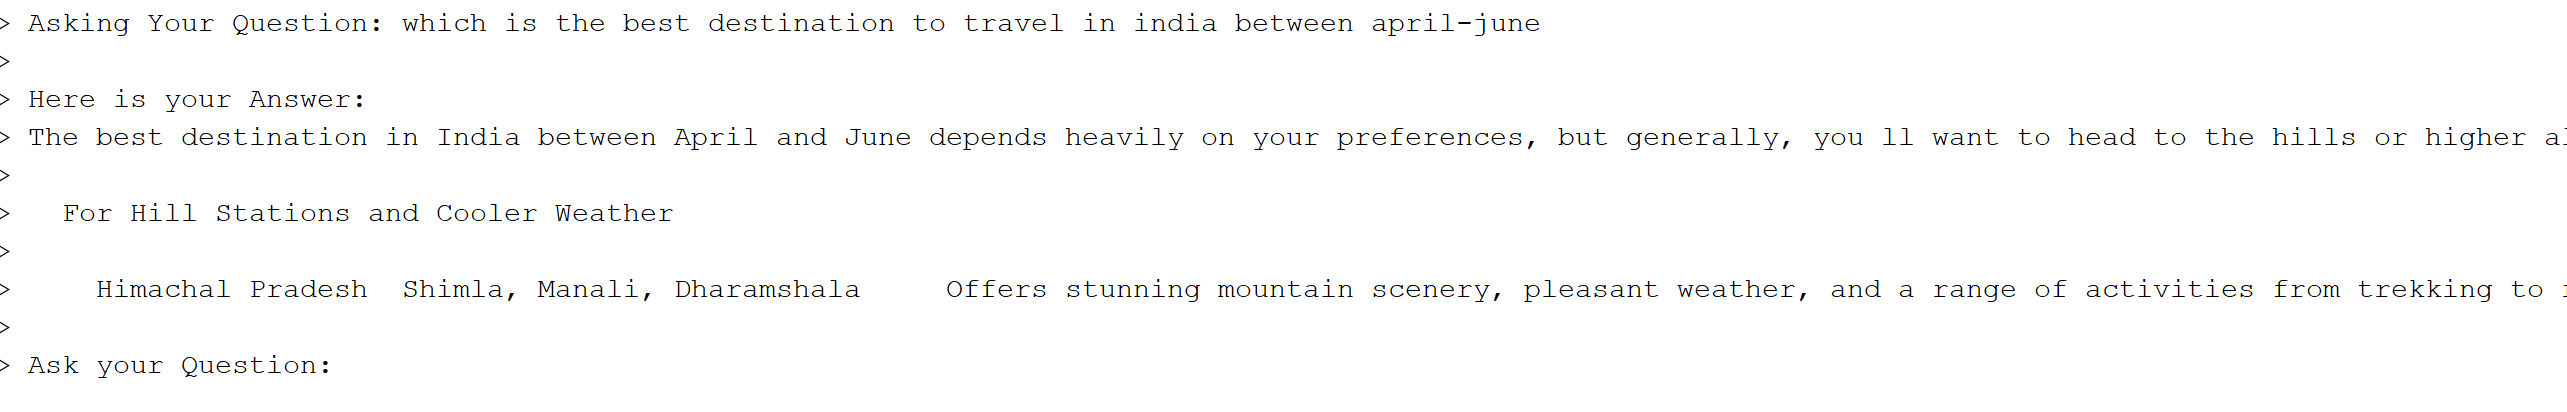 > Asking Your Question: which is the best destination to travel in india between april-june
>
> Here is your Answer:
> The best destination in India between April and June depends heavily on your preferences, but generally, you ll want to head to the hills or higher
>
> For Hill Stations and Cooler Weather
>
> Himachal Pradesh  Shimla, Manali, Dharamshala     Offers stunning mountain scenery, pleasant weather, and a range of activities from trekking to
>
> Ask your Question: